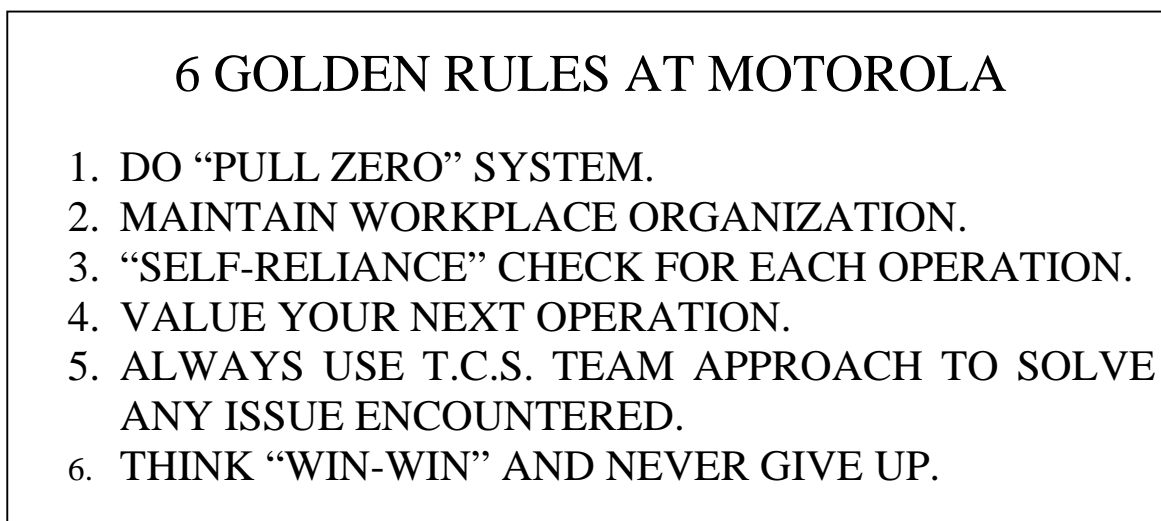 6 GOLDEN RULES AT MOTOROLA
1. DO “PULL ZERO” SYSTEM.
2. MAINTAIN WORKPLACE ORGANIZATION.
3. “SELF-RELIANCE” CHECK FOR EACH OPERATION.
4. VALUE YOUR NEXT OPERATION.
5. ALWAYS USE T.C.S. TEAM APPROACH TO SOLVE
ANY ISSUE ENCOUNTERED.
6. THINK “WIN-WIN” AND NEVER GIVE UP.